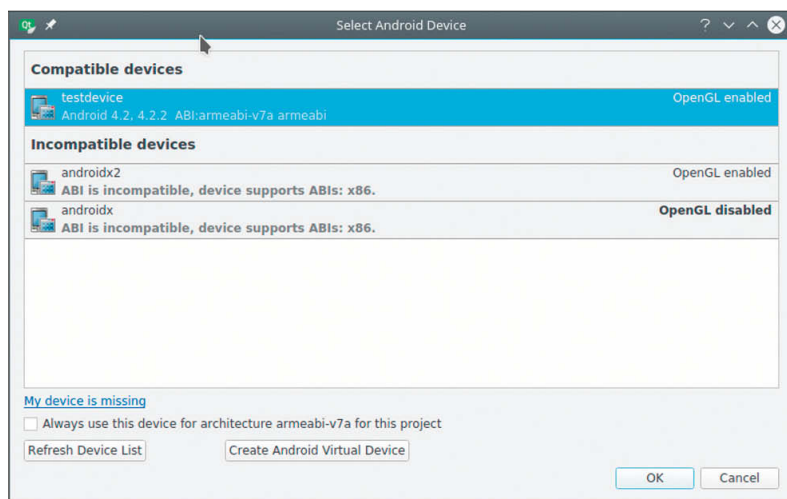 Select Android Device
Compatible devices
testdevice OpenGL enabled
Android 4.2, 4.2.2 ABI:armeabi-v7a armeabi
Incompatible devices
androidx2 OpenGL enabled
ABI is incompatible, device supports ABIs: x86.
androidx OpenGL disabled
ABI is incompatible, device supports ABIs: x86.
My device is missing
Always use this device for architecture armeabi-v7a for this project
Refresh Device List Create Android Virtual Device
OK Cancel